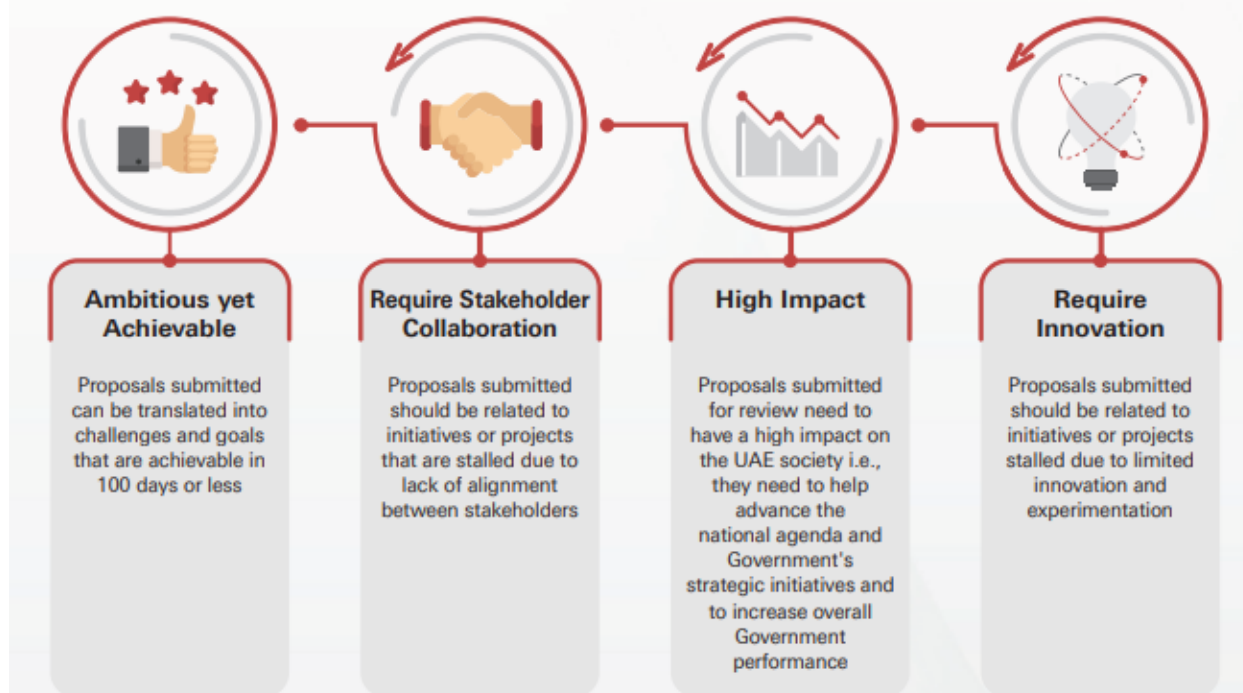 Ambitious yet
Achievable
Proposals submitted
can be translated into
challenges and goals
that are achievable in
100 days or less
Require Stakeholder
Collaboration
Proposals submitted
should be related to
initiatives or projects
that are stalled due to
lack of alignment
between stakeholders
High Impact
Proposals submitted
for review need to
have a high impact on
the UAE society i.e.,
they need to help
advance the
national agenda and
Government's
strategic initiatives and
to increase overall
Government
performance
Require
Innovation
Proposals submitted
should be related to
initiatives or projects
stalled due to limited
innovation and
experimentation